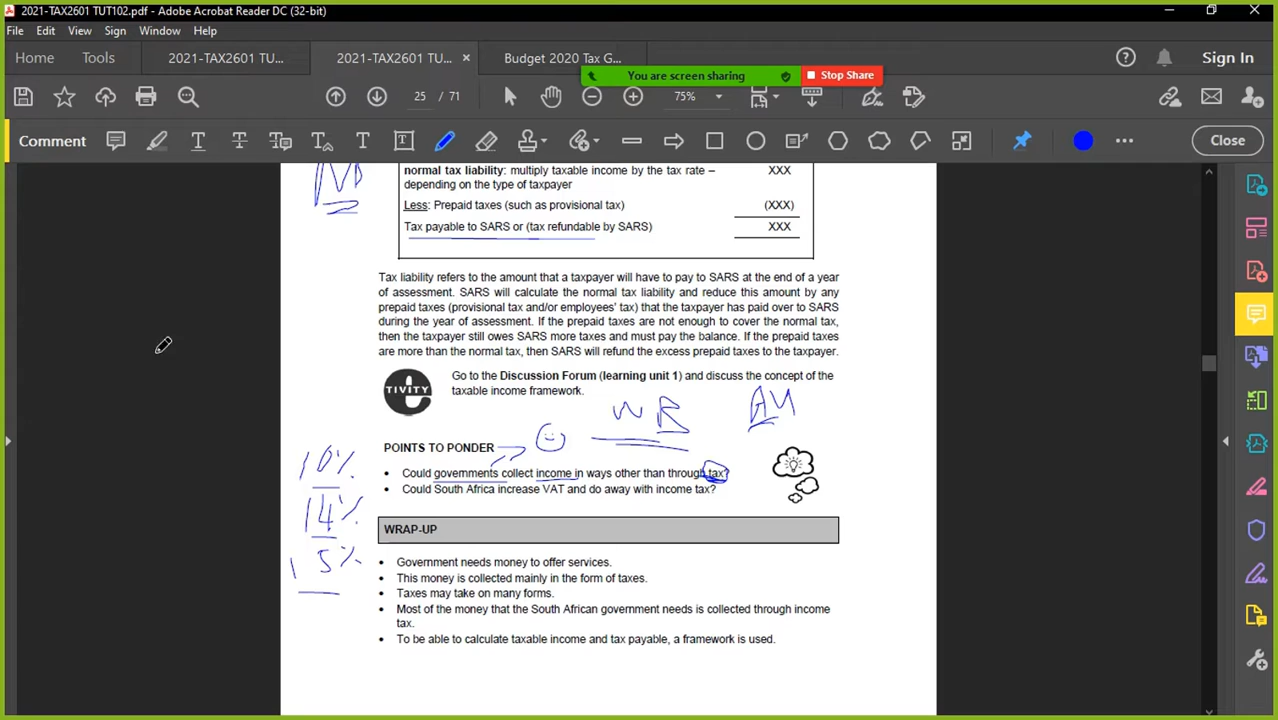 2021-TAX2601 TUT102.pdf - Adobe Acrobat Reader DC (32-bit)
File Edit View Sign Window Help
Home Tools 2021-TAX2601 TU... 2021-TAX2601 TU... × Budget 2020 Tax G... Sign In
You are screen sharing Stop Share
25 / 71 75%
Comment Close
normal tax liability: multiply taxable income by the tax rate – XXX
depending on the type of taxpayer
Less: Prepaid taxes (such as provisional tax) (XXX)
Tax payable to SARS or (tax refundable by SARS) XXX
Tax liability refers to the amount that a taxpayer will have to pay to SARS at the end of a year
of assessment. SARS will calculate the normal tax liability and reduce this amount by any
prepaid taxes (provisional tax and/or employees' tax) that the taxpayer has paid over to SARS
during the year of assessment. If the prepaid taxes are not enough to cover the normal tax,
then the taxpayer still owes SARS more taxes and must pay the balance. If the prepaid taxes
are more than the normal tax, then SARS will refund the excess prepaid taxes to the taxpayer.
TIVITY
Go to the Discussion Forum (learning unit 1) and discuss the concept of the
taxable income framework.
W R
POINTS TO PONDER
• Could governments collect income in ways other than through tax?
• Could South Africa increase VAT and do away with income tax?
10%
14%
15%
WRAP-UP
• Government needs money to offer services.
• This money is collected mainly in the form of taxes.
• Taxes may take on many forms.
• Most of the money that the South African government needs is collected through income
tax.
• To be able to calculate taxable income and tax payable, a framework is used.